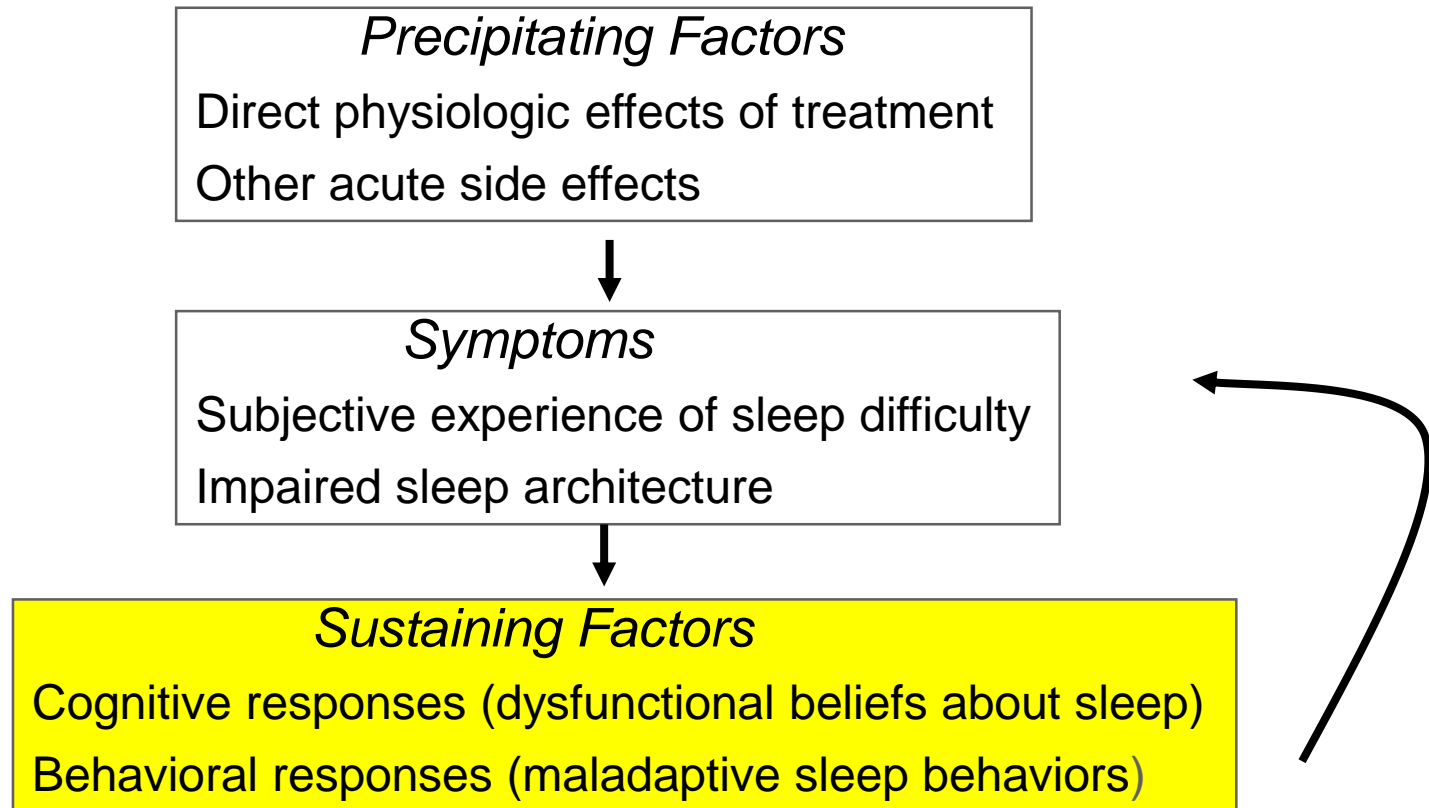 Precipitating Factors
Direct physiologic effects of treatment
Other acute side effects
Symptoms
Subjective experience of sleep difficulty
Impaired sleep architecture
Sustaining Factors
Cognitive responses (dysfunctional beliefs about sleep)
Behavioral responses (maladaptive sleep behaviors)